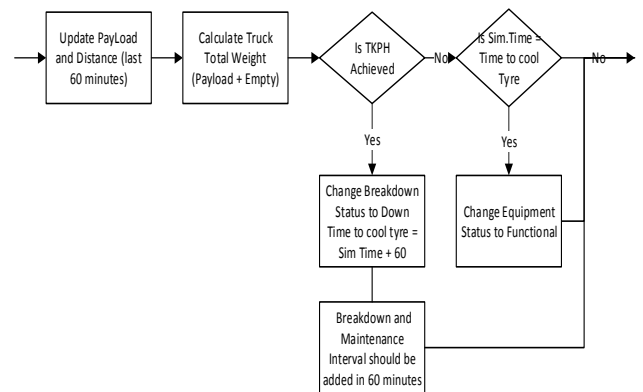 Update PayLoad
and Distance (last
60 minutes)
Calculate Truck
Total Weight
(Payload + Empty)
Is TKPH
Achieved
No
Is Sim.Time =
Time to cool
Tyre
No
Yes
Yes
Change Breakdown
Status to Down
Time to cool tyre =
Sim Time + 60
Change Equipment
Status to Functional
Breakdown and
Maintenance
Interval should be
added in 60 minutes